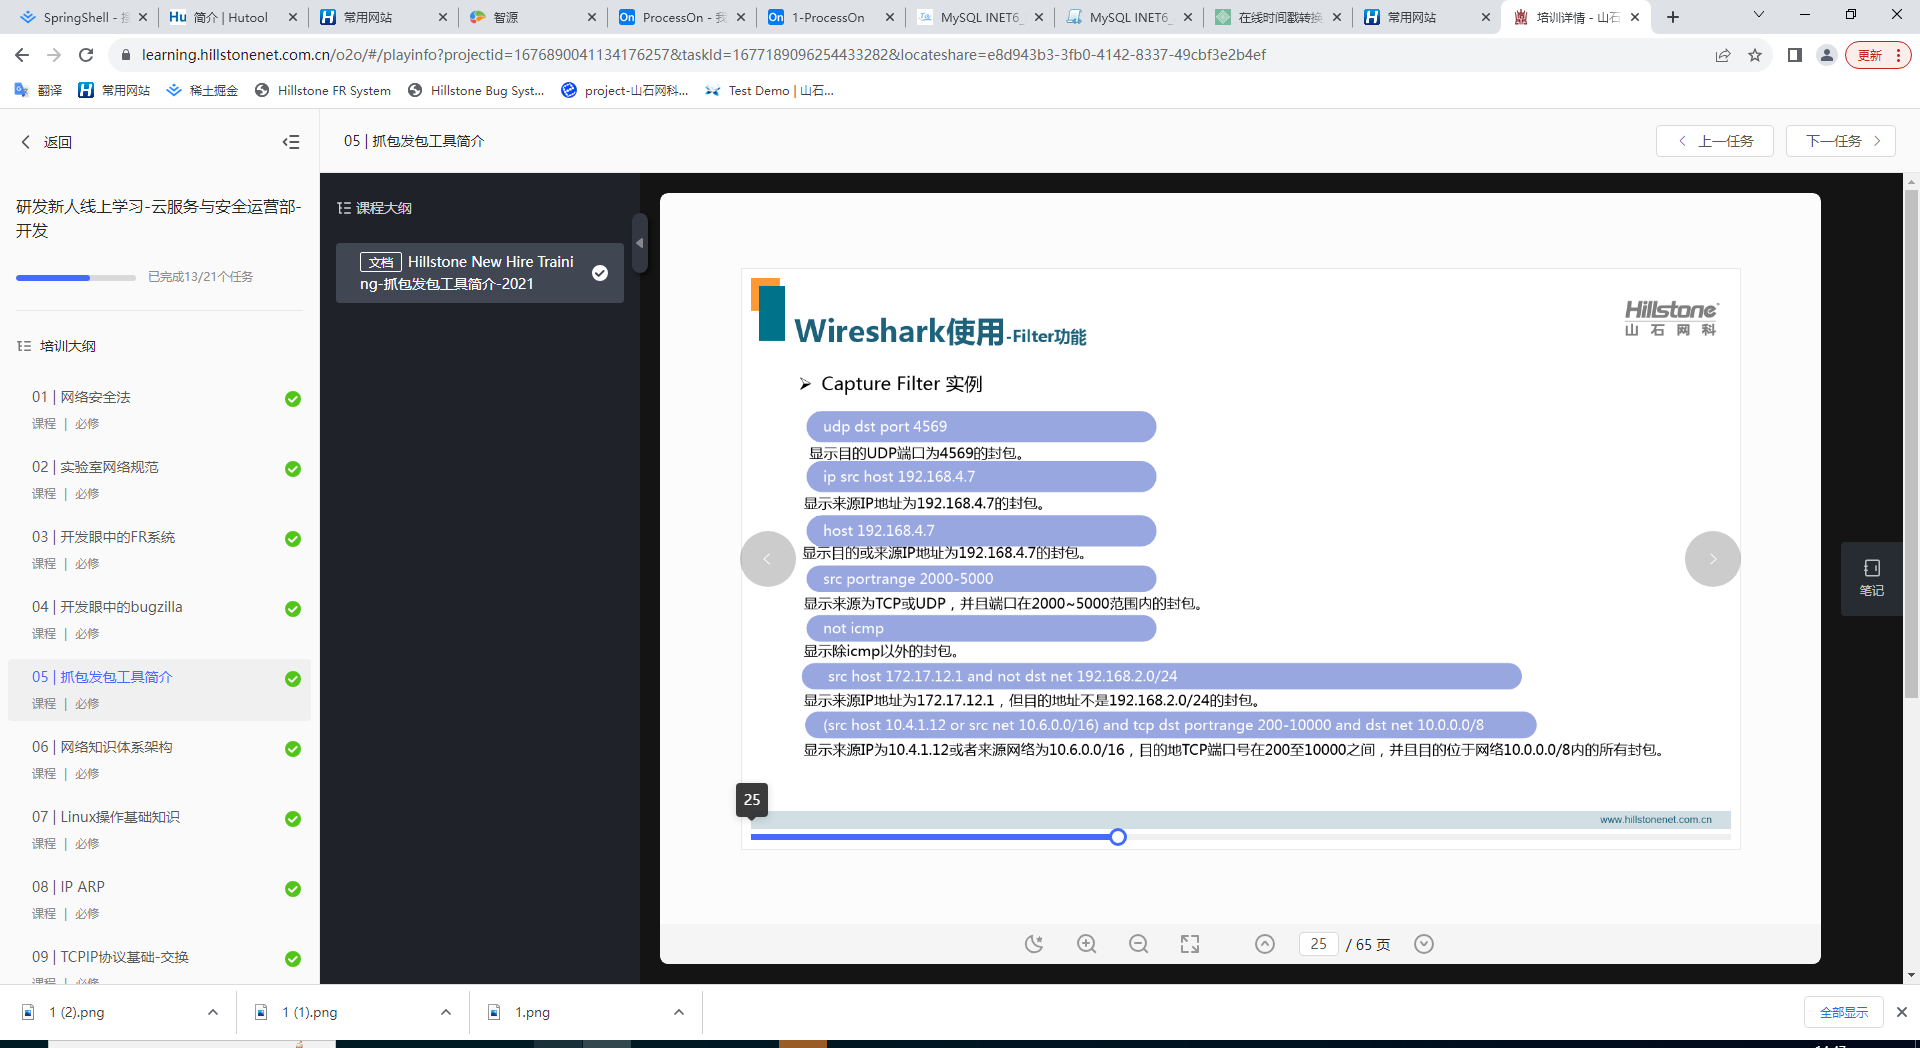 SpringShell - 搜
简介 | Hutool
常用网站
智源
ProcessOn - 我
1-ProcessOn
MySQL INET6_
MySQL INET6_
在线时间戳转换
常用网站
培训详情 - 山石
learning.hillstonenet.com.cn/o2o/#/playinfo?projectid=1676890041134176257&taskId=1677189096254433282&locateshare=e8d943b3-3fb0-4142-8337-49cbf3e2b4ef
更新
翻译
常用网站
稀土掘金
Hillstone FR System
Hillstone Bug Syst...
project-山石网科...
Test Demo | 山石...
返回
05 | 抓包发包工具简介
上一任务
下一任务
研发新人线上学习-云服务与安全运营部-
开发
已完成13/21个任务
培训大纲
01 | 网络安全法
课程 | 必修
02 | 实验室网络规范
课程 | 必修
03 | 开发眼中的FR系统
课程 | 必修
04 | 开发眼中的bugzilla
课程 | 必修
05 | 抓包发包工具简介
课程 | 必修
06 | 网络知识体系架构
课程 | 必修
07 | Linux操作基础知识
课程 | 必修
08 | IP ARP
课程 | 必修
09 | TCPIP协议基础-交换
课程 | 必修
课程大纲
文档 Hillstone New Hire Traini
ng-抓包发包工具简介-2021
Wireshark使用-Filter功能
Hillstone
山石网科
Capture Filter 实例
udp dst port 4569
显示目的UDP端口为4569的封包。
ip src host 192.168.4.7
显示来源IP地址为192.168.4.7的封包。
host 192.168.4.7
显示目的或来源IP地址为192.168.4.7的封包。
src portrange 2000-5000
显示来源为TCP或UDP，并且端口在2000~5000范围内的封包。
not icmp
显示除icmp以外的封包。
src host 172.17.12.1 and not dst net 192.168.2.0/24
显示来源IP地址为172.17.12.1，但目的地址不是192.168.2.0/24的封包。
(src host 10.4.1.12 or src net 10.6.0.0/16) and tcp dst portrange 200-10000 and dst net 10.0.0.0/8
显示来源IP为10.4.1.12或者来源网络为10.6.0.0/16，目的地TCP端口号在200至10000之间，并且目的位于网络10.0.0.0/8内的所有封包。
25
www.hillstonenet.com.cn
笔记
25 / 65 页
1 (2).png
1 (1).png
1.png
全部显示